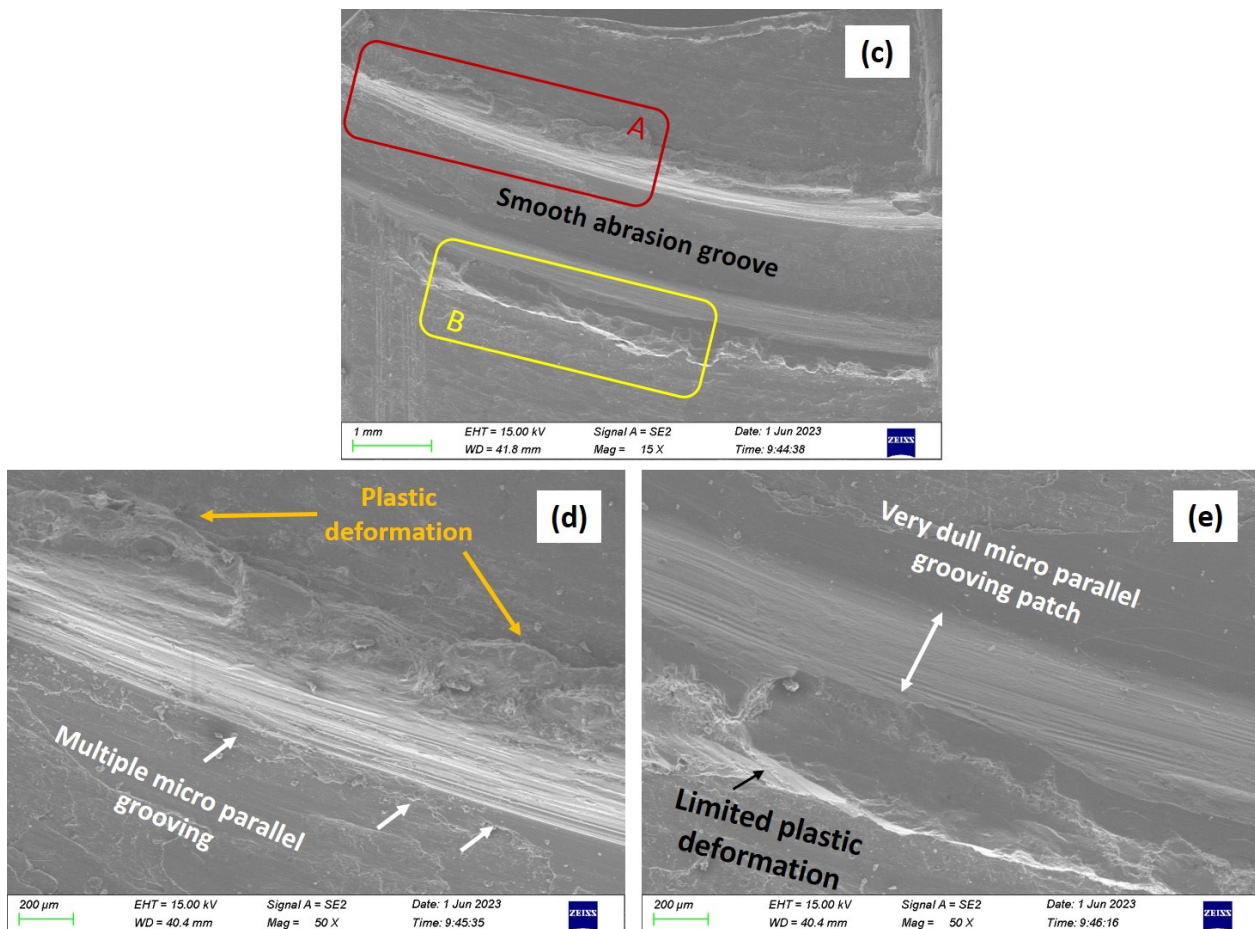 (c)
A
Smooth abrasion groove
B
1 mm
EHT = 15.00 kV
Signal A = SE2
Date: 1 Jun 2023
WD = 41.8 mm
Mag = 15 X
Time: 9:44:38
ZEISS
Plastic
deformation
(d)
Multiple micro parallel
grooving
200 µm
EHT = 15.00 kV
Signal A = SE2
Date: 1 Jun 2023
WD = 40.4 mm
Mag = 50 X
Time: 9:45:35
ZEISS
Very dull micro parallel
grooving patch
(e)
Limited plastic
deformation
200 µm
EHT = 15.00 kV
Signal A = SE2
Date: 1 Jun 2023
WD = 40.4 mm
Mag = 50 X
Time: 9:46:16
ZEISS